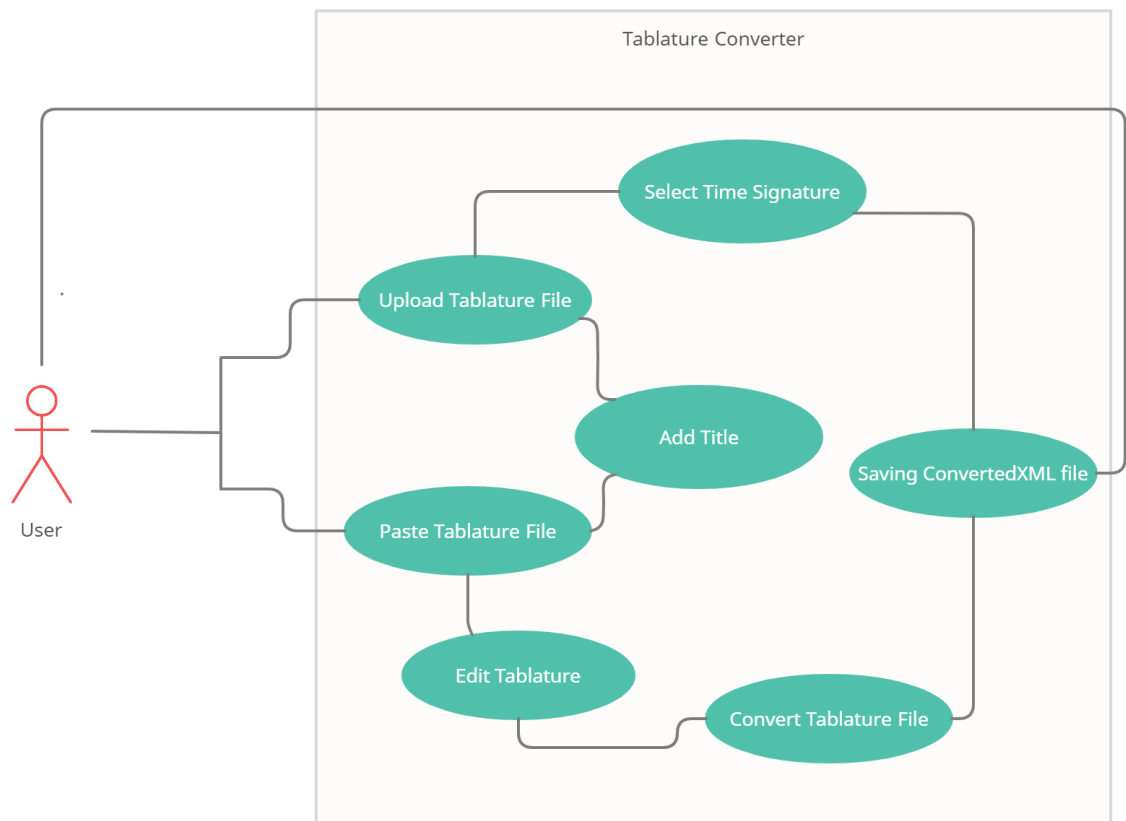 Tablature Converter
Select Time Signature
Upload Tablature File
Add Title
Saving ConvertedXML file
User
Paste Tablature File
Edit Tablature
Convert Tablature File